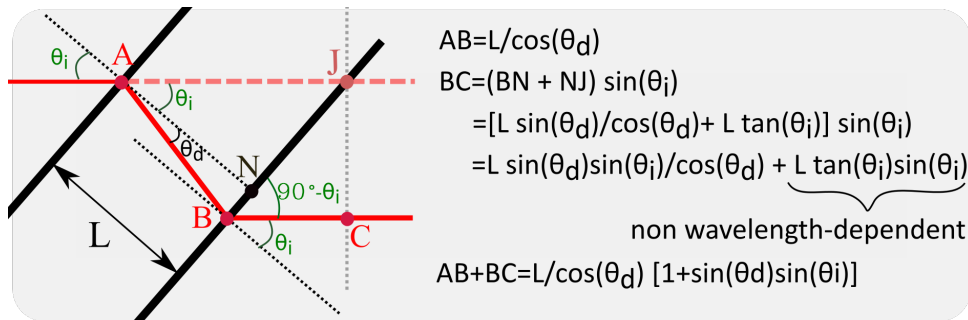 A
J
θi
θi
θd
N
90°-θi
B
C
θi
L
AB=L/cos(θd)
BC=(BN + NJ) sin(θi)
=[L sin(θd)/cos(θd)+ L tan(θi)] sin(θi)
=L sin(θd)sin(θi)/cos(θd) + L tan(θi)sin(θi)
non wavelength-dependent
AB+BC=L/cos(θd) [1+sin(θd)sin(θi)]